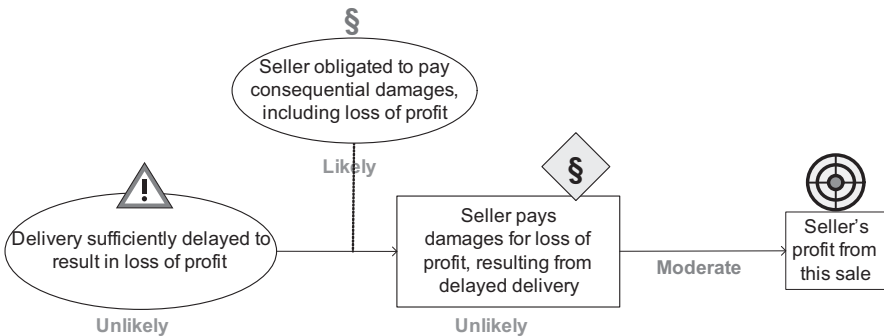 §
Seller obligated to pay
consequential damages,
including loss of profit
Likely
!
Delivery sufficiently delayed to
result in loss of profit
Unlikely
§
Seller pays
damages for loss of
profit, resulting from
delayed delivery
Unlikely
Moderate
Seller’s
profit from
this sale